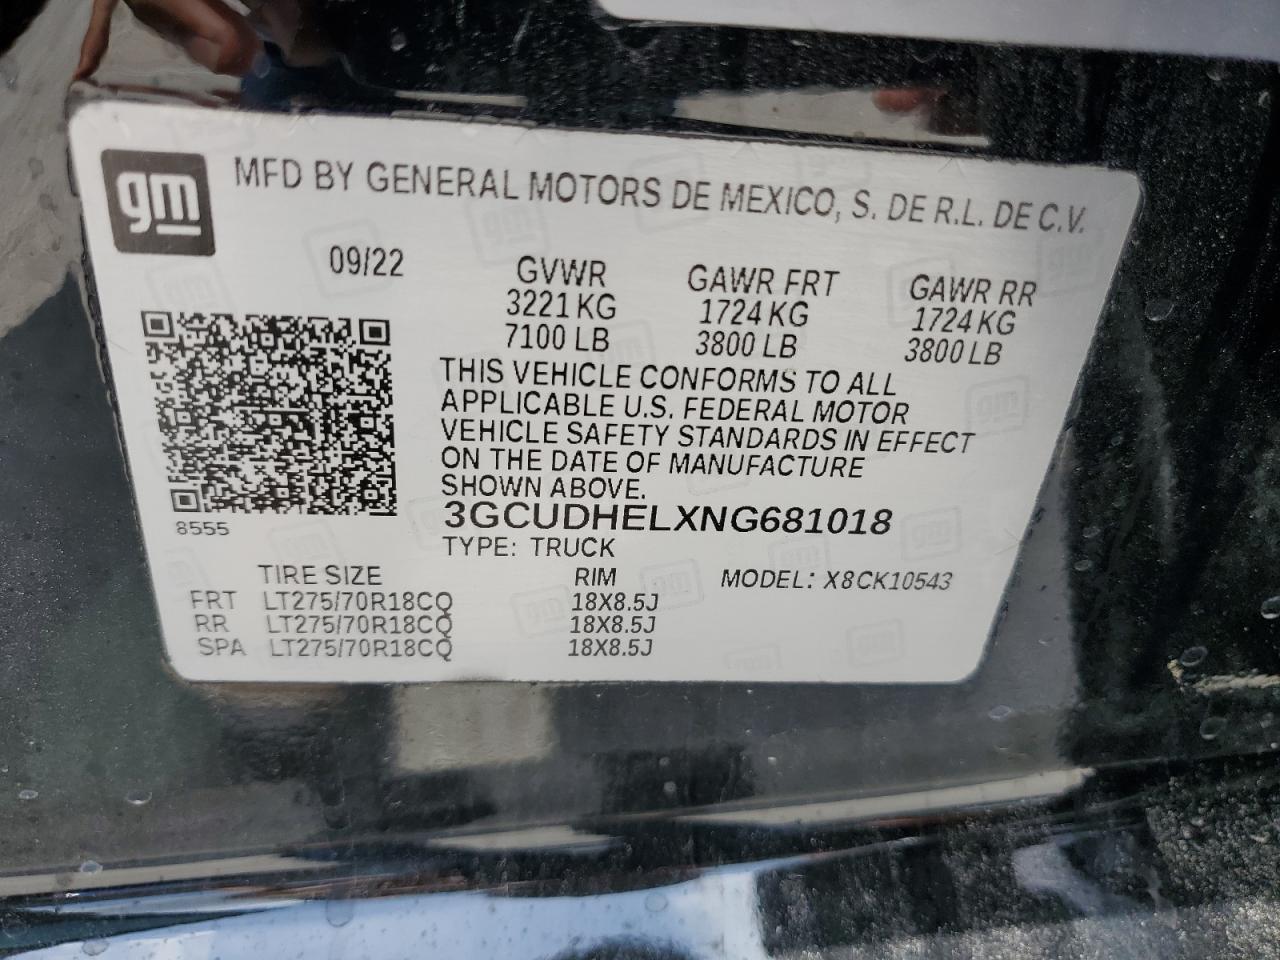 gm
MFD BY GENERAL MOTORS DE MEXICO, S. DE R.L. DE C.V.
09/22
GVWR GAWR FRT GAWR RR
3221 KG 1724 KG 1724 KG
7100 LB 3800 LB 3800 LB
THIS VEHICLE CONFORMS TO ALL
APPLICABLE U.S. FEDERAL MOTOR
VEHICLE SAFETY STANDARDS IN EFFECT
ON THE DATE OF MANUFACTURE
SHOWN ABOVE.
8555
3GCUDHELXNG681018
TYPE: TRUCK
TIRE SIZE RIM MODEL: X8CK10543
FRT LT275/70R18CQ 18X8.5J
RR LT275/70R18CQ 18X8.5J
SPA LT275/70R18CQ 18X8.5J